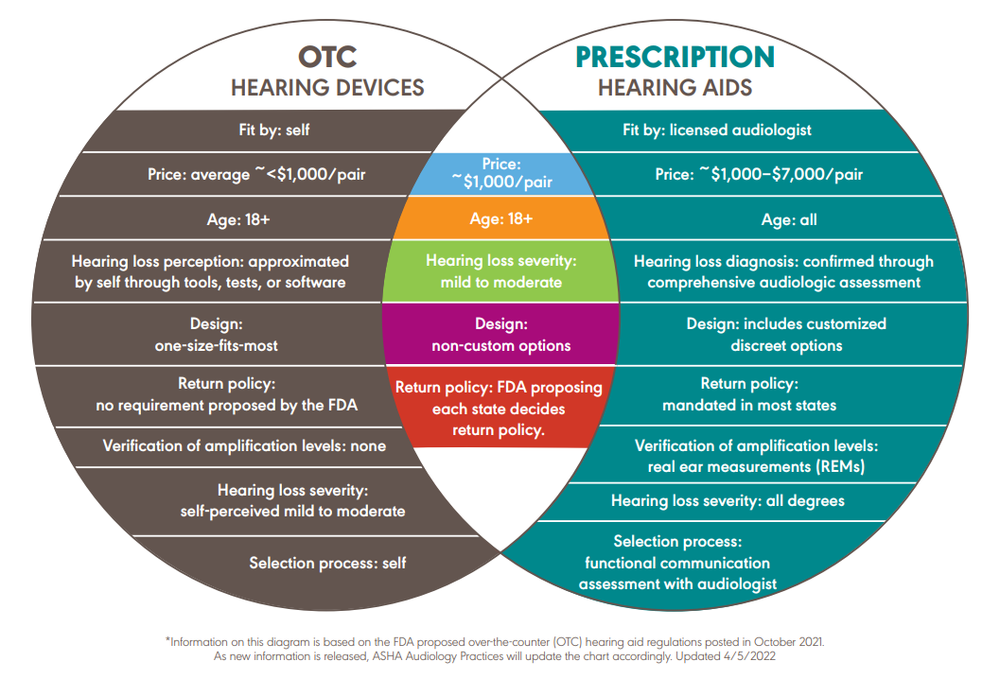 OTC
HEARING DEVICES
Fit by: self
Price: average ~<$1,000/pair
Age: 18+
Hearing loss perception: approximated
by self through tools, tests, or software
Design:
one-size-fits-most
Return policy:
no requirement proposed by the FDA
Verification of amplification levels: none
Hearing loss severity:
self-perceived mild to moderate
Selection process: self
Price:
~$1,000/pair
Age: 18+
Hearing loss severity:
mild to moderate
Design:
non-custom options
Return policy: FDA proposing
each state decides
return policy.
PRESCRIPTION
HEARING AIDS
Fit by: licensed audiologist
Price: ~$1,000–$7,000/pair
Age: all
Hearing loss diagnosis: confirmed through
comprehensive audiologic assessment
Design: includes customized
discreet options
Return policy:
mandated in most states
Verification of amplification levels:
real ear measurements (REMs)
Hearing loss severity: all degrees
Selection process:
functional communication
assessment with audiologist
*Information on this diagram is based on the FDA proposed over-the-counter (OTC) hearing aid regulations posted in October 2021.
As new information is released, ASHA Audiology Practices will update the chart accordingly. Updated 4/5/2022